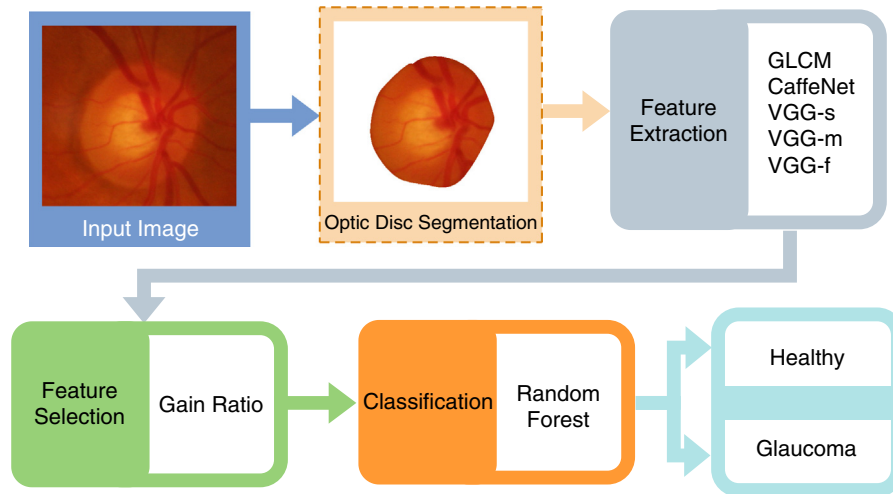 Input Image
Optic Disc Segmentation
Feature
Extraction
GLCM
CaffeNet
VGG-s
VGG-m
VGG-f
Feature
Selection
Gain Ratio
Classification
Random
Forest
Healthy
Glaucoma